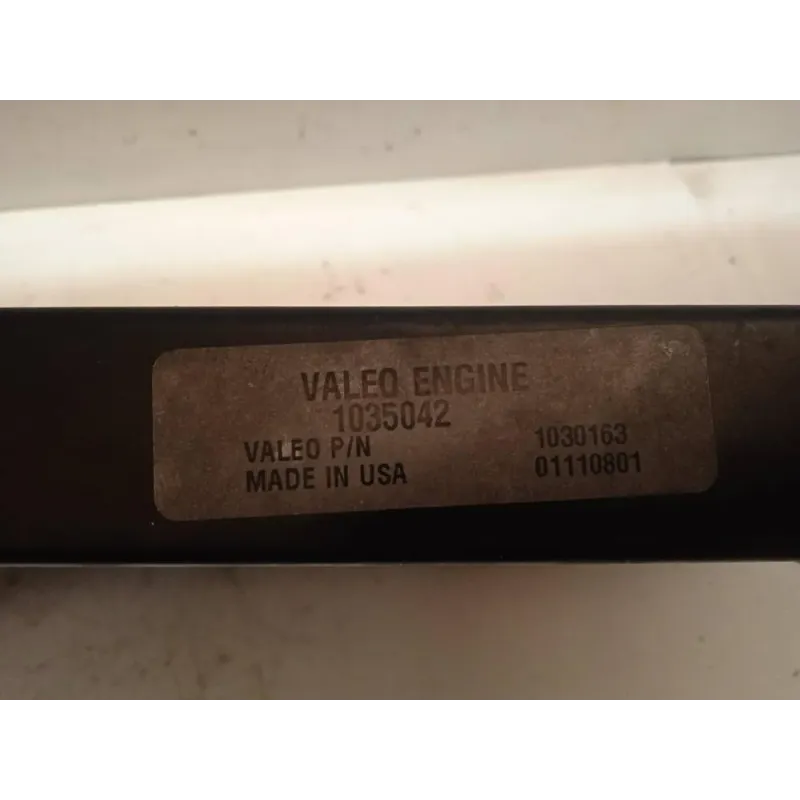 VALEO ENGINE
1035042
VALEO P/N 1030163
MADE IN USA 01110801